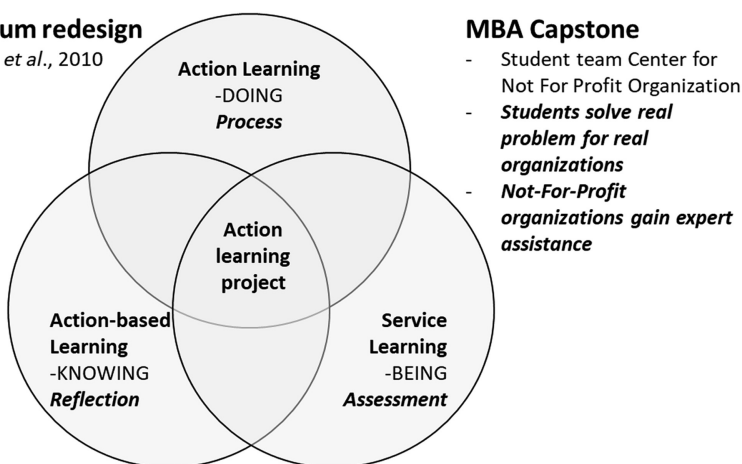 um redesign
et al., 2010
Action Learning
-DOING
Process
Action
learning
project
Action-based
Learning
-KNOWING
Reflection
Service
Learning
-BEING
Assessment
MBA Capstone
- Student team Center for
Not For Profit Organization
- Students solve real
problem for real
organizations
- Not-For-Profit
organizations gain expert
assistance